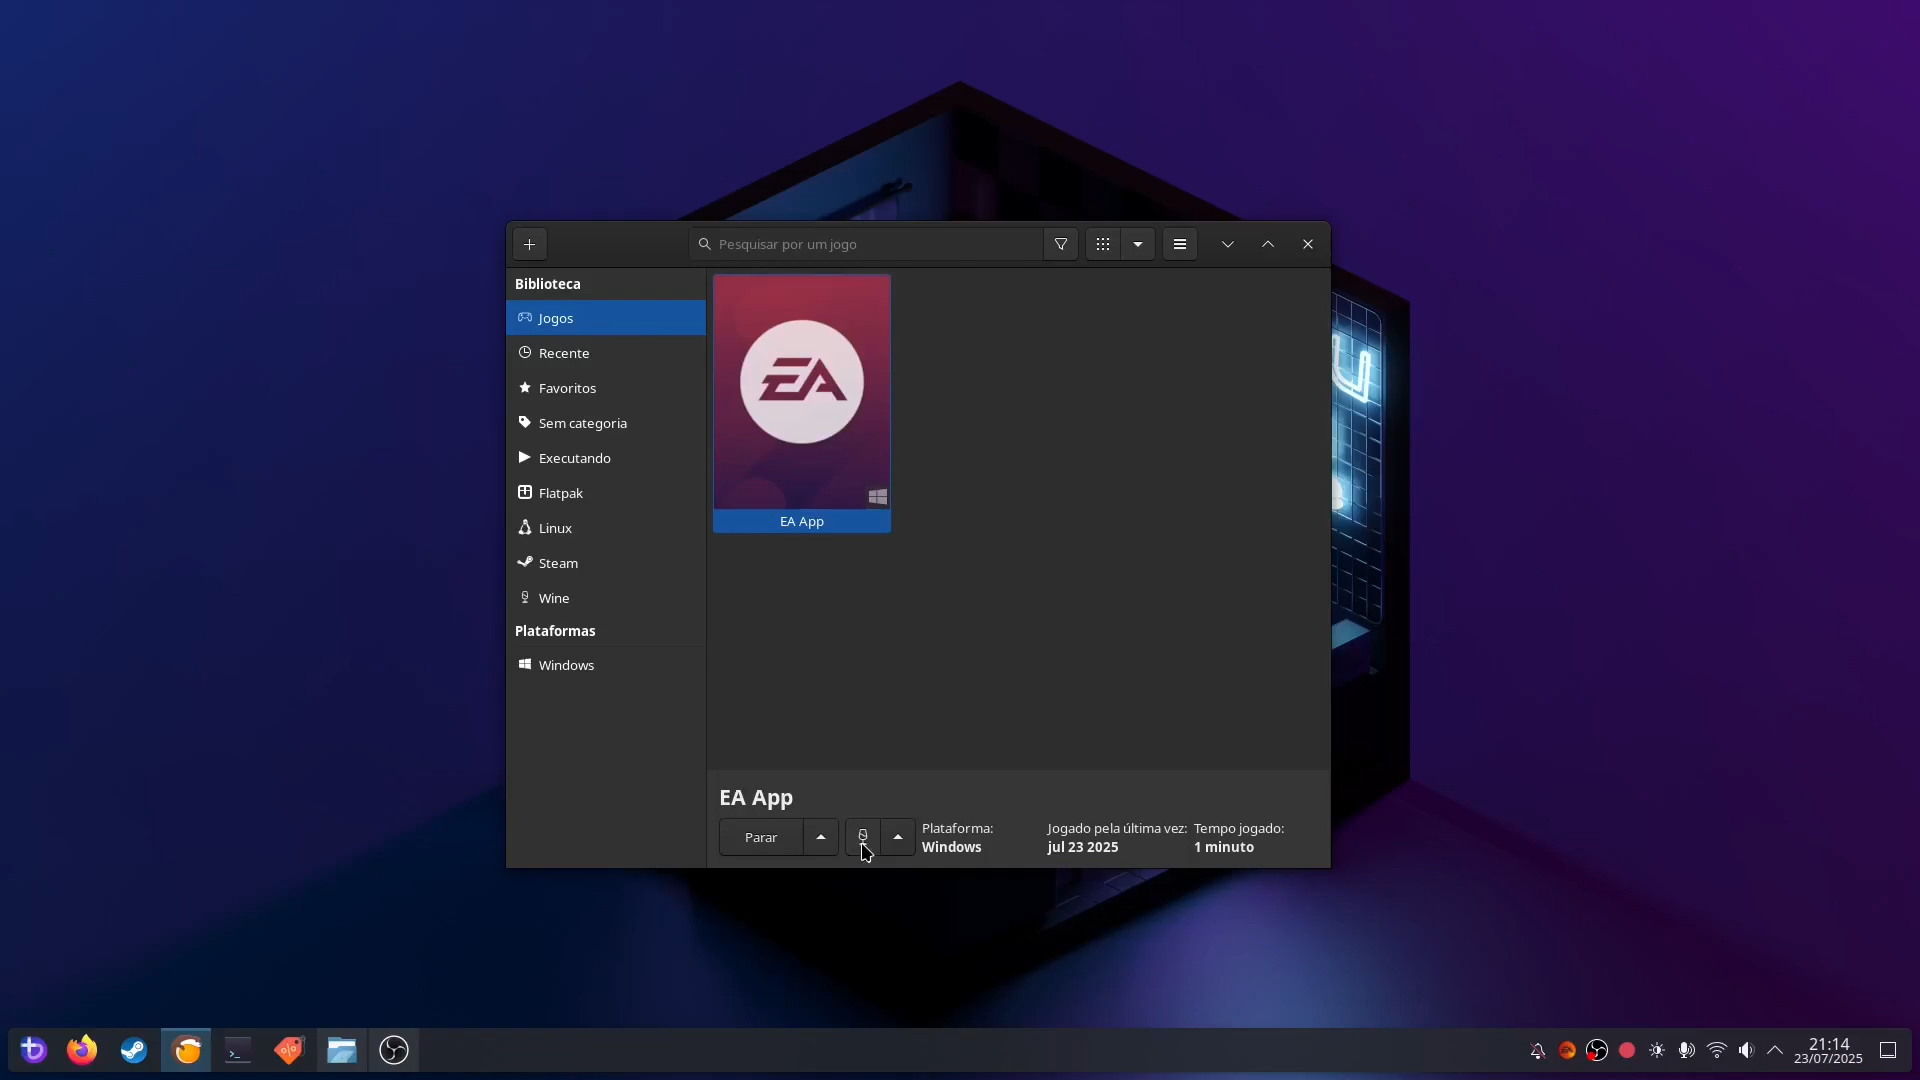 Pesquisar por um jogo
Biblioteca
Jogos
Recente
Favoritos
Sem categoria
Executando
Flatpak
Linux
Steam
Wine
Plataformas
Windows
EA
EA App
EA App
Parar
Plataforma:
Windows
Jogado pela última vez:
jul 23 2025
Tempo jogado:
1 minuto
21:14
23/07/2025